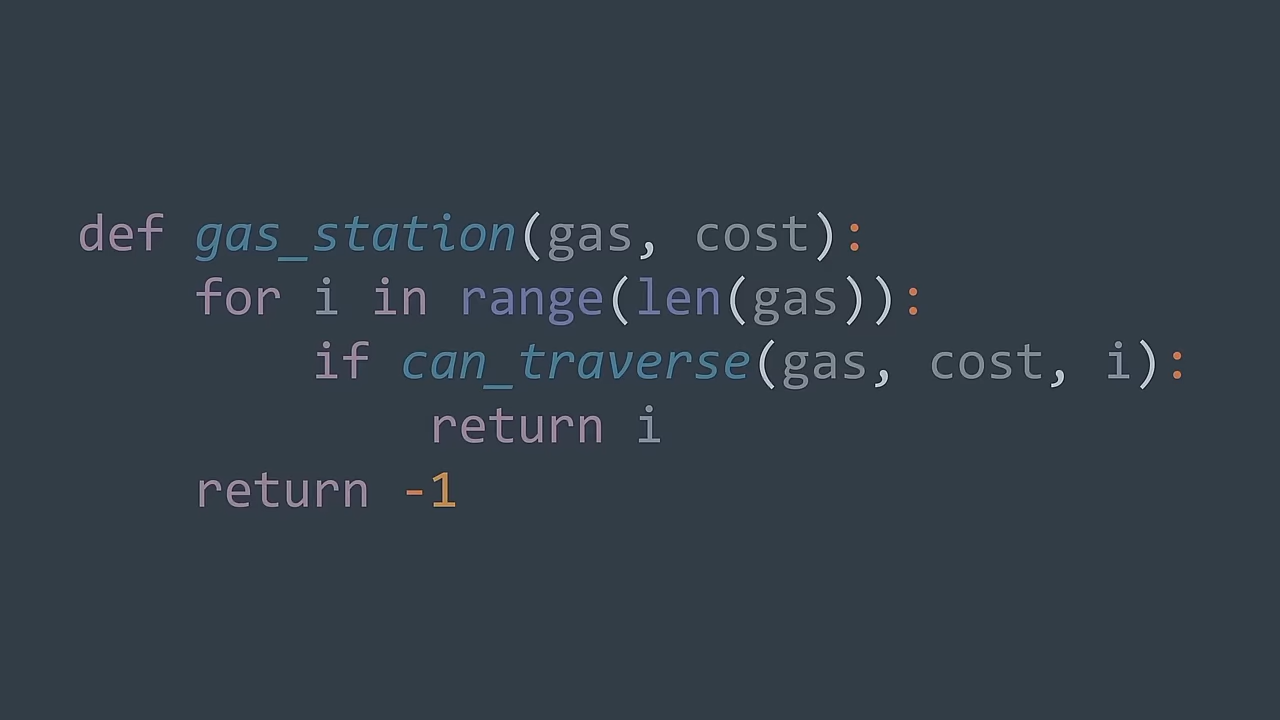 def gas_station(gas, cost):
    for i in range(len(gas)):
        if can_traverse(gas, cost, i):
            return i
    return -1